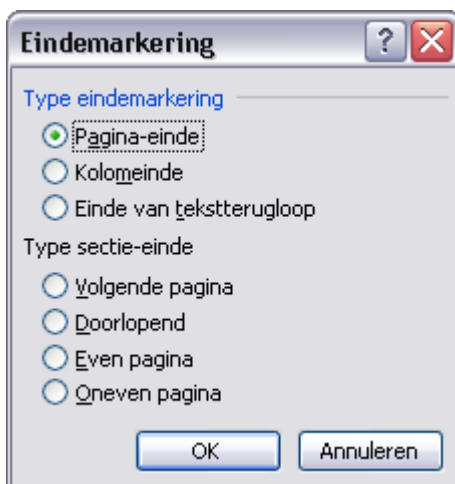 Eindemarkering
Type eindemarkering
Pagina-einde
Kolomeinde
Einde van tekstterugloop
Type sectie-einde
Volgende pagina
Doorlopend
Even pagina
Oneven pagina
OK Annuleren